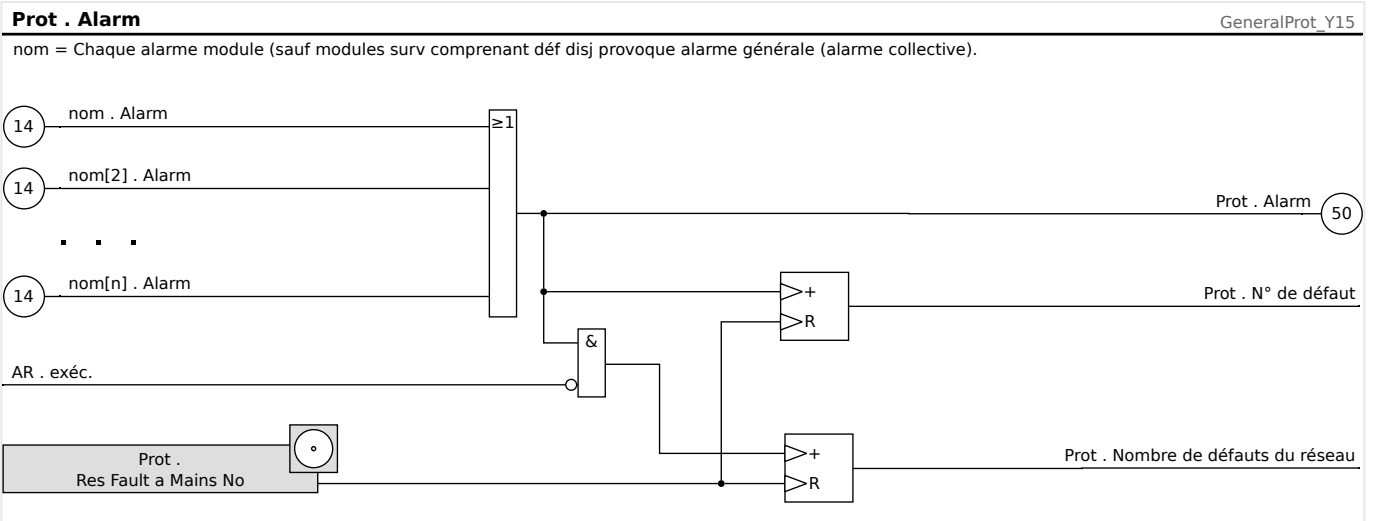 Prot . Alarm
GeneralProt_Y15
nom = Chaque alarme module (sauf modules surv comprenant déf disj provoque alarme générale (alarme collective).
14
nom . Alarm
≥1
14
nom[2] . Alarm
Prot . Alarm
50
. . .
14
nom[n] . Alarm
+
Prot . N° de défaut
R
&
AR . exéc.
Prot .
Res Fault a Mains No
+
Prot . Nombre de défauts du réseau
R